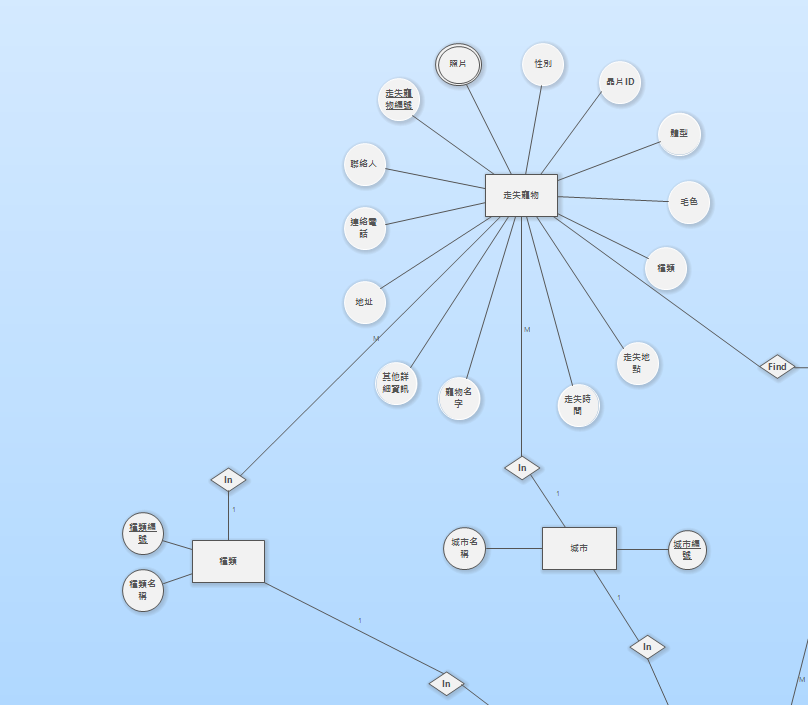 照片
性別
晶片ID
走失寵
物編號
體型
聯絡人
走失寵物
毛色
連絡電
話
種類
地址
M
M
走失地
點
Find
其他詳
細資訊
寵物名
字
走失時
間
In
In
1
1
種類編
號
城市名
稱
城市
城市編
號
種類
種類名
稱
1
1
In
In
M